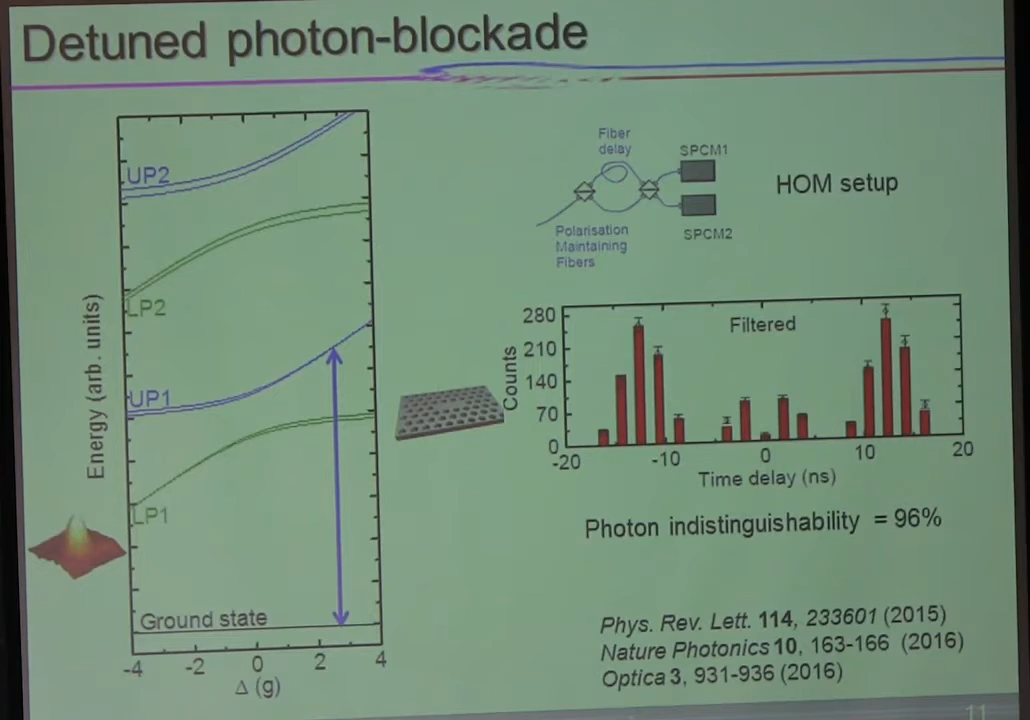 Detuned photon-blockade
UP2
LP2
UP1
LP1
Ground state
Energy (arb. units)
-4 -2 0 2 4
Δ (g)
Fiber
delay
SPCM1
SPCM2
Polarisation
Maintaining
Fibers
HOM setup
Filtered
Counts
280
210
140
70
0
-20 -10 0 10 20
Time delay (ns)
Photon indistinguishability = 96%
Phys. Rev. Lett. 114, 233601 (2015)
Nature Photonics 10, 163-166 (2016)
Optica 3, 931-936 (2016)
11